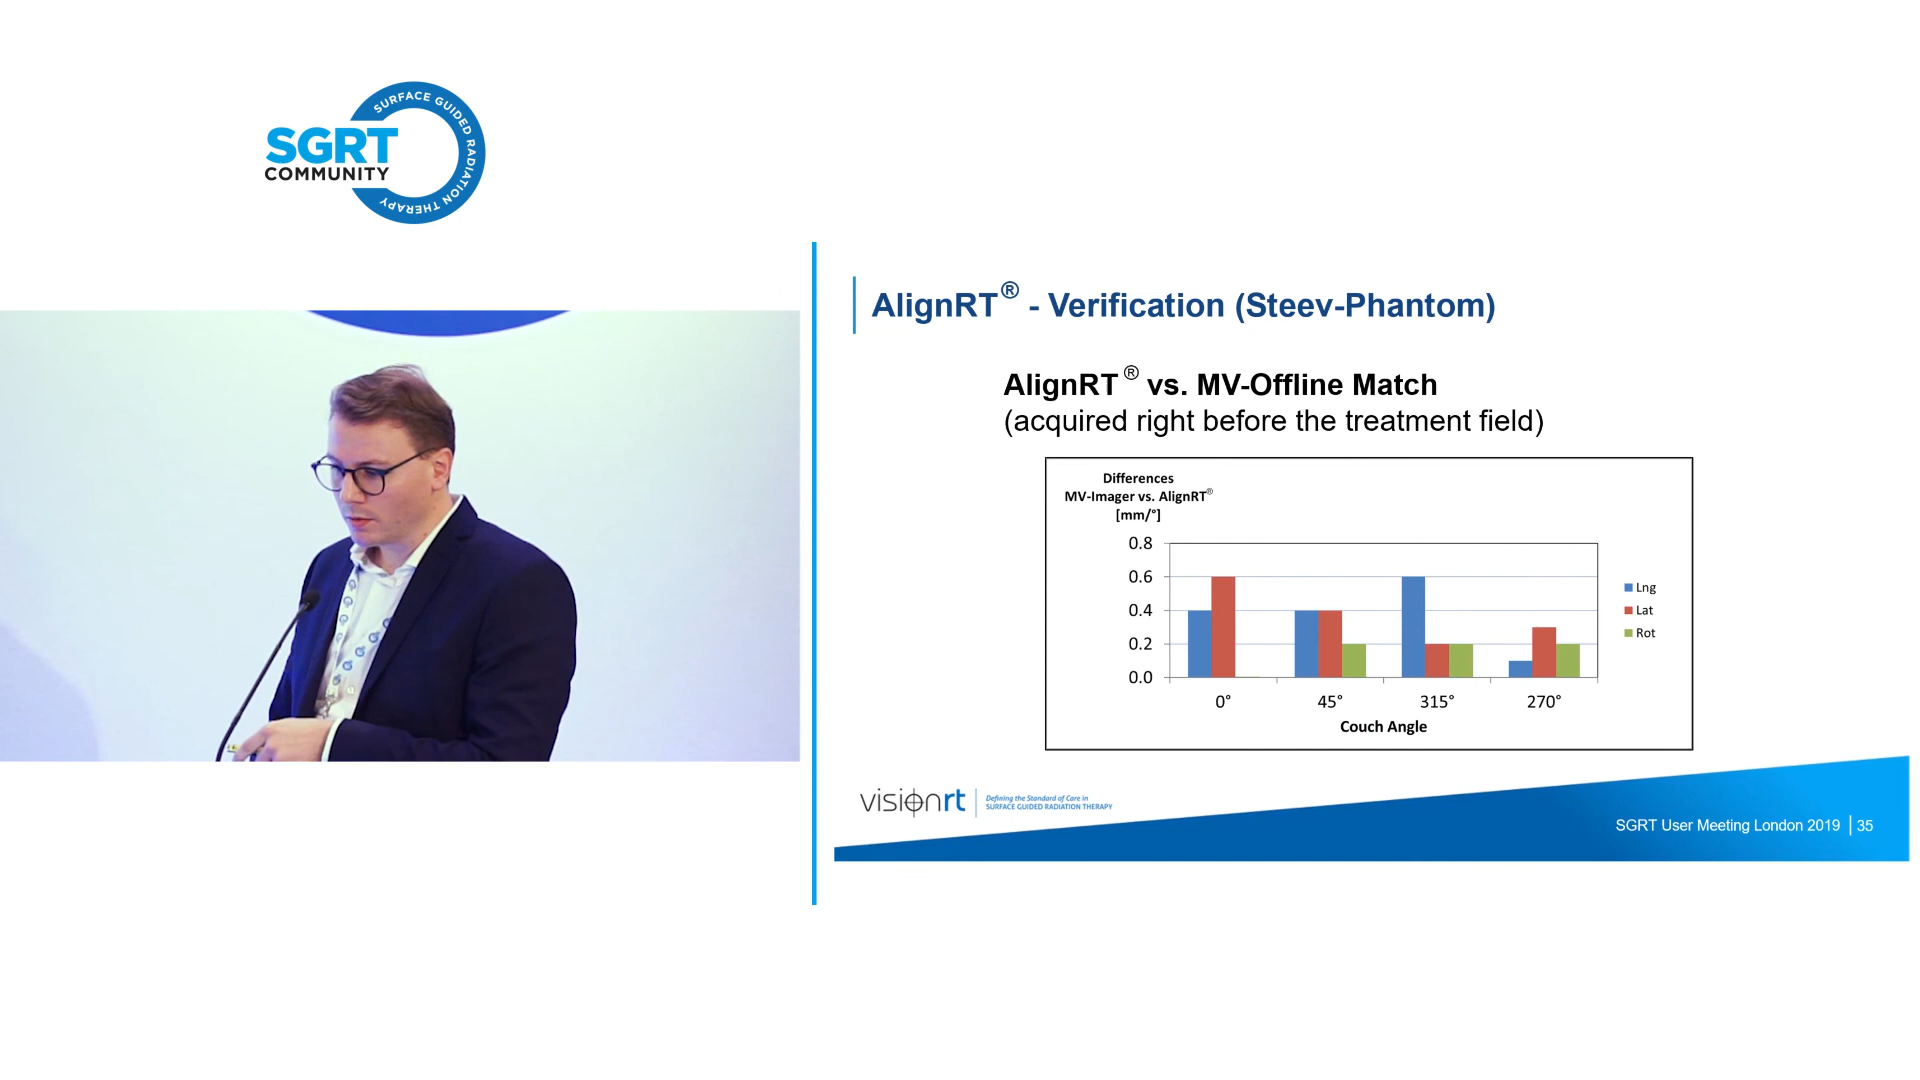 SURFACE GUIDED RADIATION THERAPY
SGRT
COMMUNITY
AlignRT® - Verification (Steev-Phantom)
AlignRT® vs. MV-Offline Match
(acquired right before the treatment field)
Differences
MV-Imager vs. AlignRT®
[mm/°]
0.8
0.6
0.4
0.2
0.0
0° 45° 315° 270°
Couch Angle
Lng
Lat
Rot
visionrt
Defining the Standard of Care in
SURFACE GUIDED RADIATION THERAPY
SGRT User Meeting London 2019 | 35